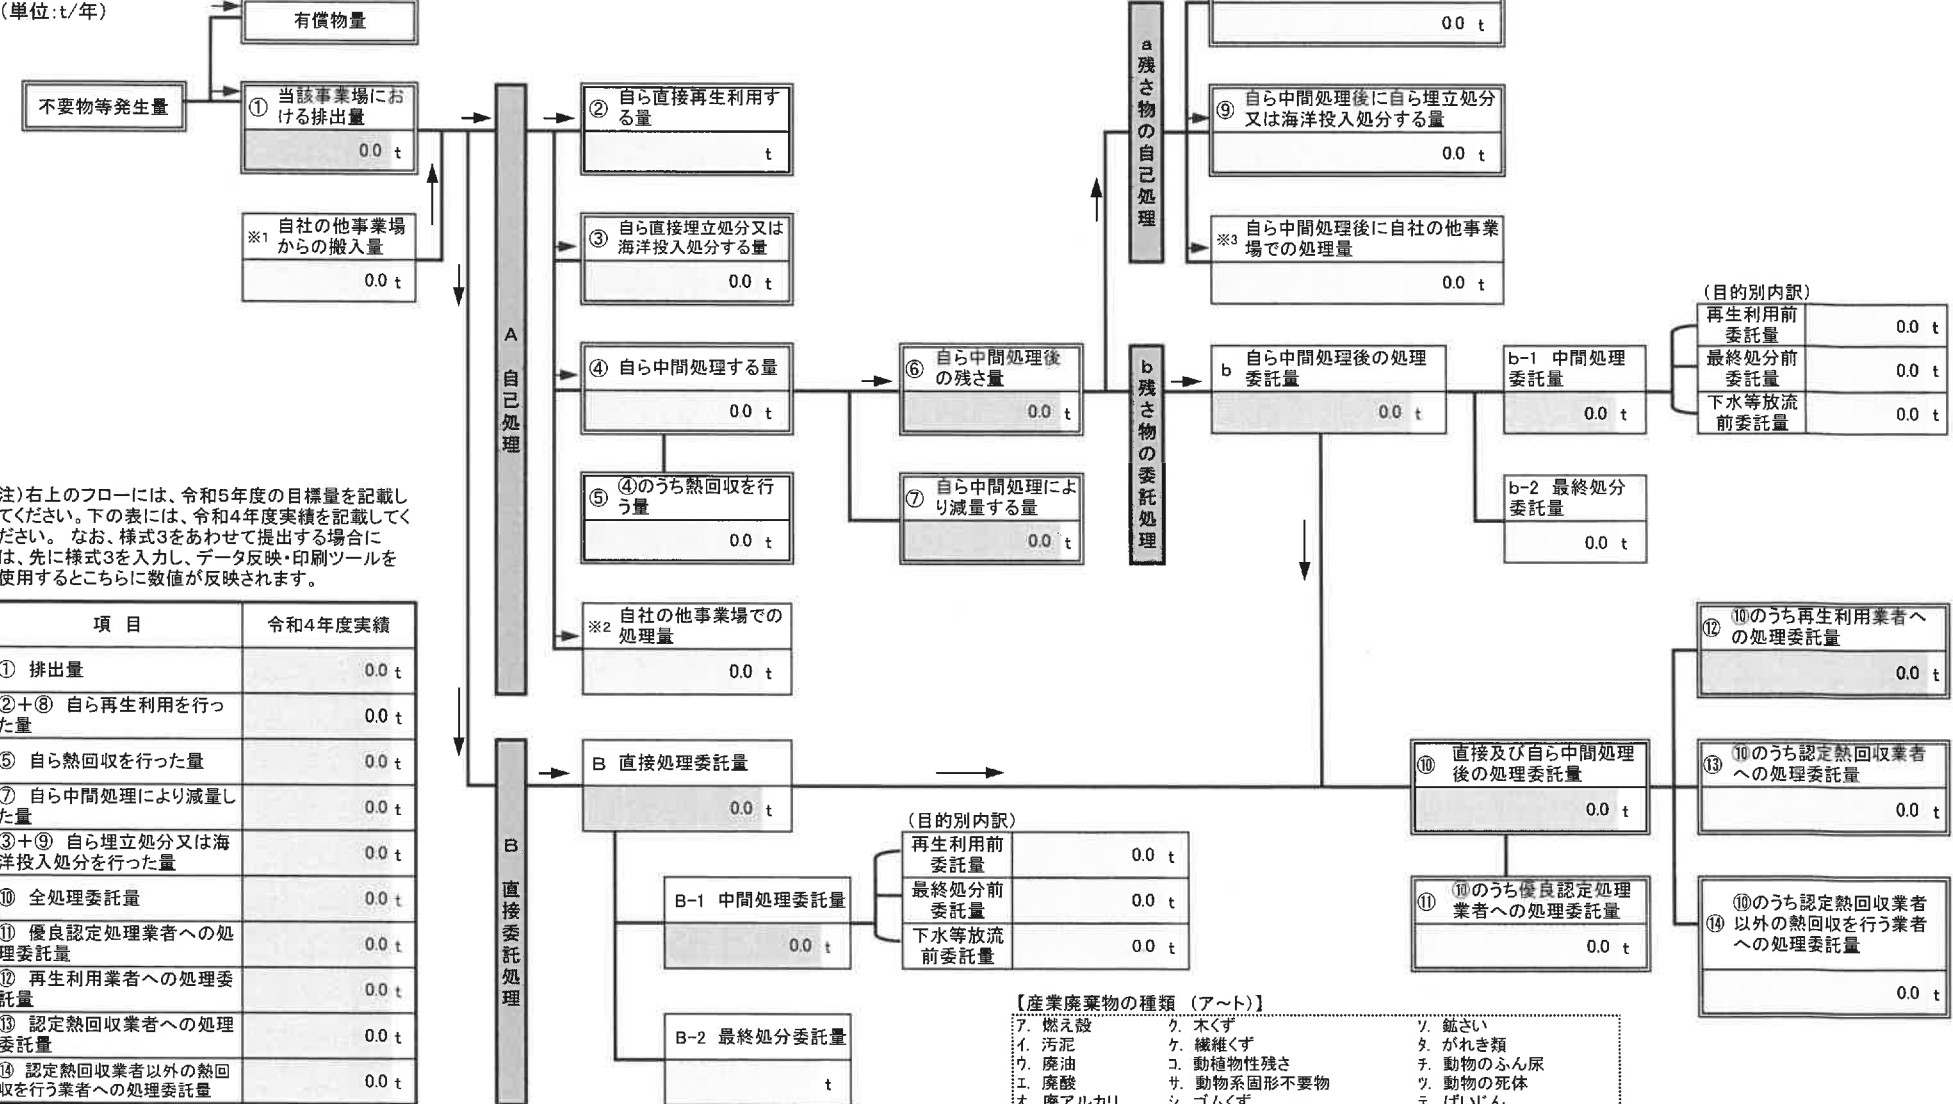 (単位:t/年)
有償物量
不要物等発生量
① 当該事業場にお
ける排出量
0.0 t
※1 自社の他事業場
からの搬入量
0.0 t
A 自己処理
② 自ら直接再生利用す
る量
t
③ 自ら直接埋立処分又は
海洋投入処分する量
0.0 t
④ 自ら中間処理する量
0.0 t
⑤ ④のうち熱回収を行
う量
0.0 t
※2 自社の他事業場での
処理量
0.0 t
⑥ 自ら中間処理後
の残さ量
0.0 t
⑦ 自ら中間処理によ
り減量する量
0.0 t
a 残さ物の自己処理
0.0 t
⑨ 自ら中間処理後に自ら埋立処分
又は海洋投入処分する量
0.0 t
※3 自ら中間処理後に自社の他事業
場での処理量
0.0 t
b 残さ物の委託処理
b 自ら中間処理後の処理
委託量
0.0 t
b-1 中間処理
委託量
0.0 t
(目的別内訳)
再生利用前
委託量 0.0 t
最終処分前
委託量 0.0 t
下水等放流
前委託量 0.0 t
b-2 最終処分
委託量
0.0 t
注)右上のフローには、令和5年度の目標量を記載し
てください。下の表には、令和4年度実績を記載してく
ださい。 なお、様式3をあわせて提出する場合に
は、先に様式3を入力し、データ反映・印刷ツールを
使用するとこちらに数値が反映されます。
項 目 令和4年度実績
① 排出量 0.0 t
②+⑧ 自ら再生利用を行っ
た量 0.0 t
⑤ 自ら熱回収を行った量 0.0 t
⑦ 自ら中間処理により減量し
た量 0.0 t
③+⑨ 自ら埋立処分又は海
洋投入処分を行った量 0.0 t
⑩ 全処理委託量 0.0 t
⑪ 優良認定処理業者への処
理委託量 0.0 t
⑫ 再生利用業者への処理委
託量 0.0 t
⑬ 認定熱回収業者への処理
委託量 0.0 t
⑭ 認定熱回収業者以外の熱回
収を行う業者への処理委託量 0.0 t
B 直接委託処理
B 直接処理委託量
0.0 t
B-1 中間処理委託量
0.0 t
(目的別内訳)
再生利用前
委託量 0.0 t
最終処分前
委託量 0.0 t
下水等放流
前委託量 0.0 t
B-2 最終処分委託量
t
⑩ 直接及び自ら中間処理
後の処理委託量
0.0 t
⑪ ⑩のうち優良認定処理
業者への処理委託量
0.0 t
⑫ ⑩のうち再生利用業者へ
の処理委託量
0.0 t
⑬ ⑩のうち認定熱回収業者
への処理委託量
0.0 t
⑭ ⑩のうち認定熱回収業者
以外の熱回収を行う業者
への処理委託量
0.0 t
【産業廃棄物の種類 (ア～ト)】
ア. 燃え殻 ク. 木くず ソ. 鉱さい
イ. 汚泥 ケ. 繊維くず タ. がれき類
ウ. 廃油 コ. 動植物性残さ チ. 動物のふん尿
エ. 廃酸 サ. 動物系固形不要物 ツ. 動物の死体
オ. 廃アルカリ シ. ゴムくず テ. ばいじん